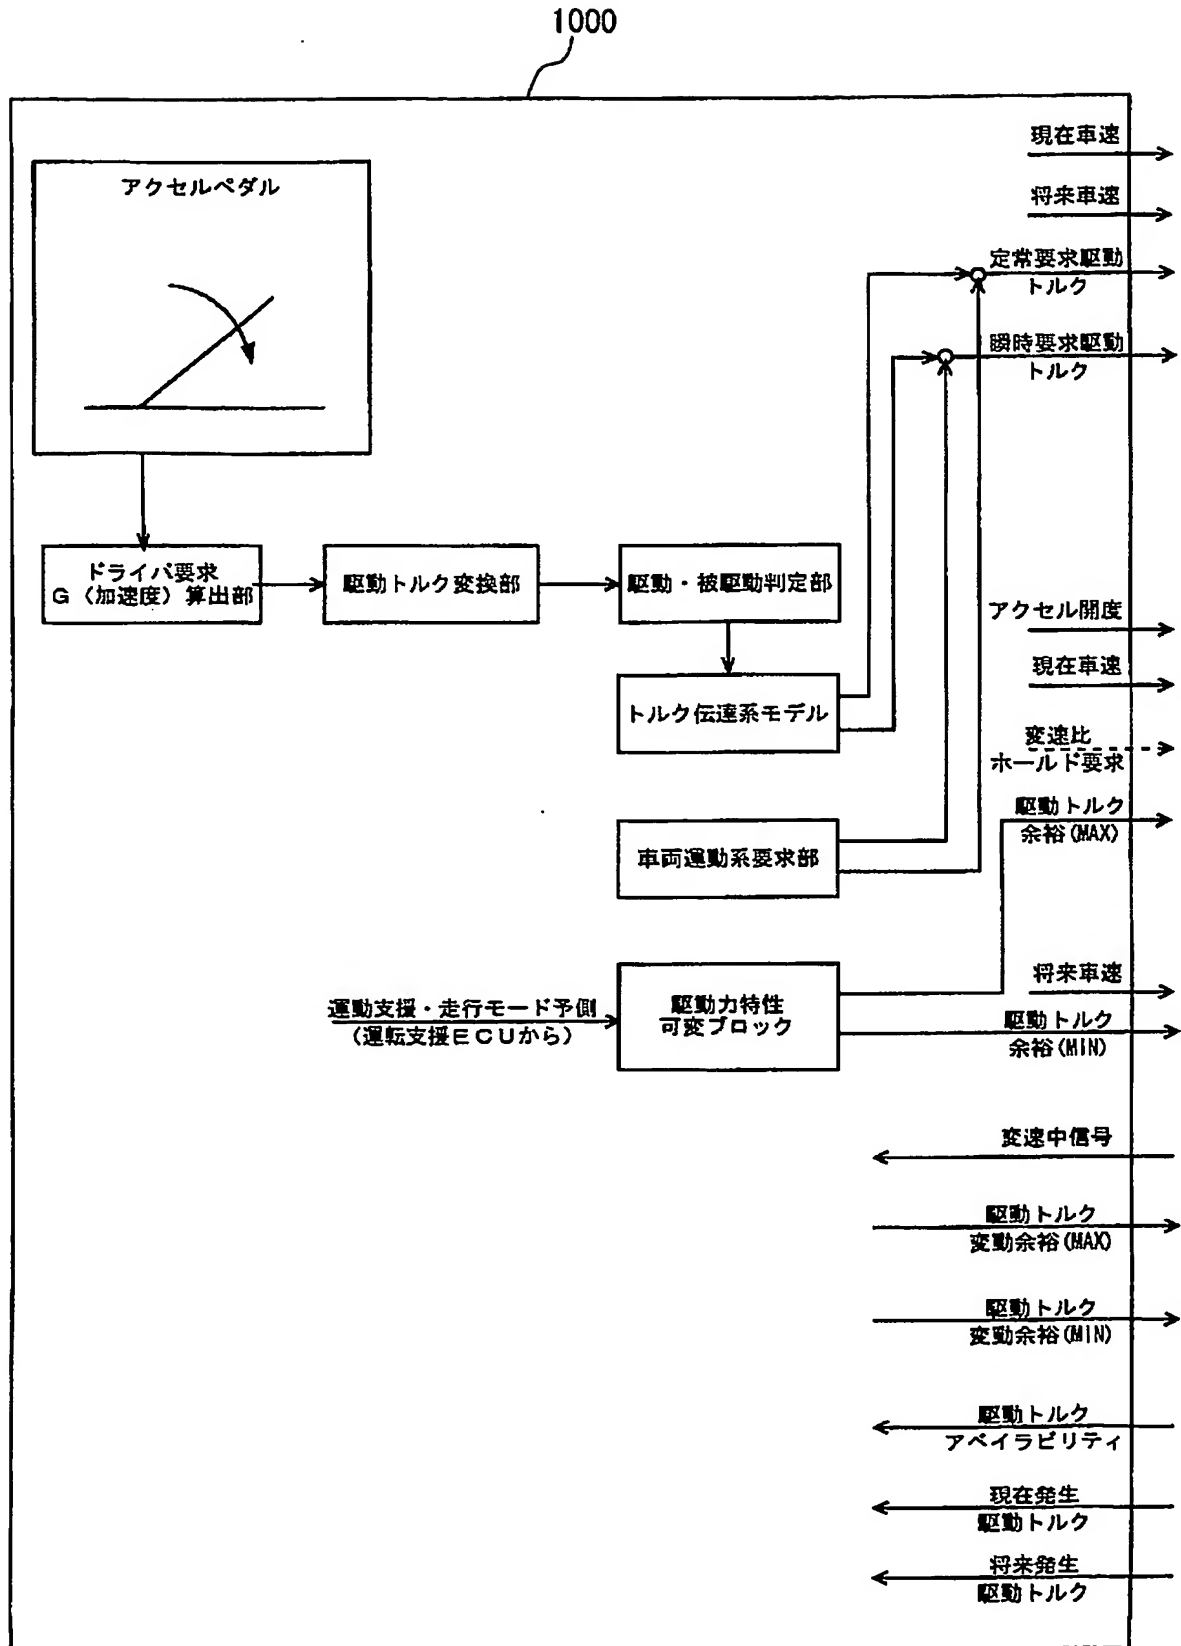 1000
現在車速
アクセルペダル
将来車速
定常要求駆動
トルク
瞬時要求駆動
トルク
ドライバ要求
G（加速度）算出部
駆動トルク変換部
駆動・被駆動判定部
アクセル開度
現在車速
トルク伝達系モデル
変速比
ホールド要求
駆動トルク
余裕(MAX)
車両運動系要求部
将来車速
運動支援・走行モード予側
(運転支援ECUから)
駆動力特性
可変ブロック
駆動トルク
余裕(MIN)
変速中信号
駆動トルク
変動余裕(MAX)
駆動トルク
変動余裕(MIN)
駆動トルク
アベイラビリティ
現在発生
駆動トルク
将来発生
駆動トルク